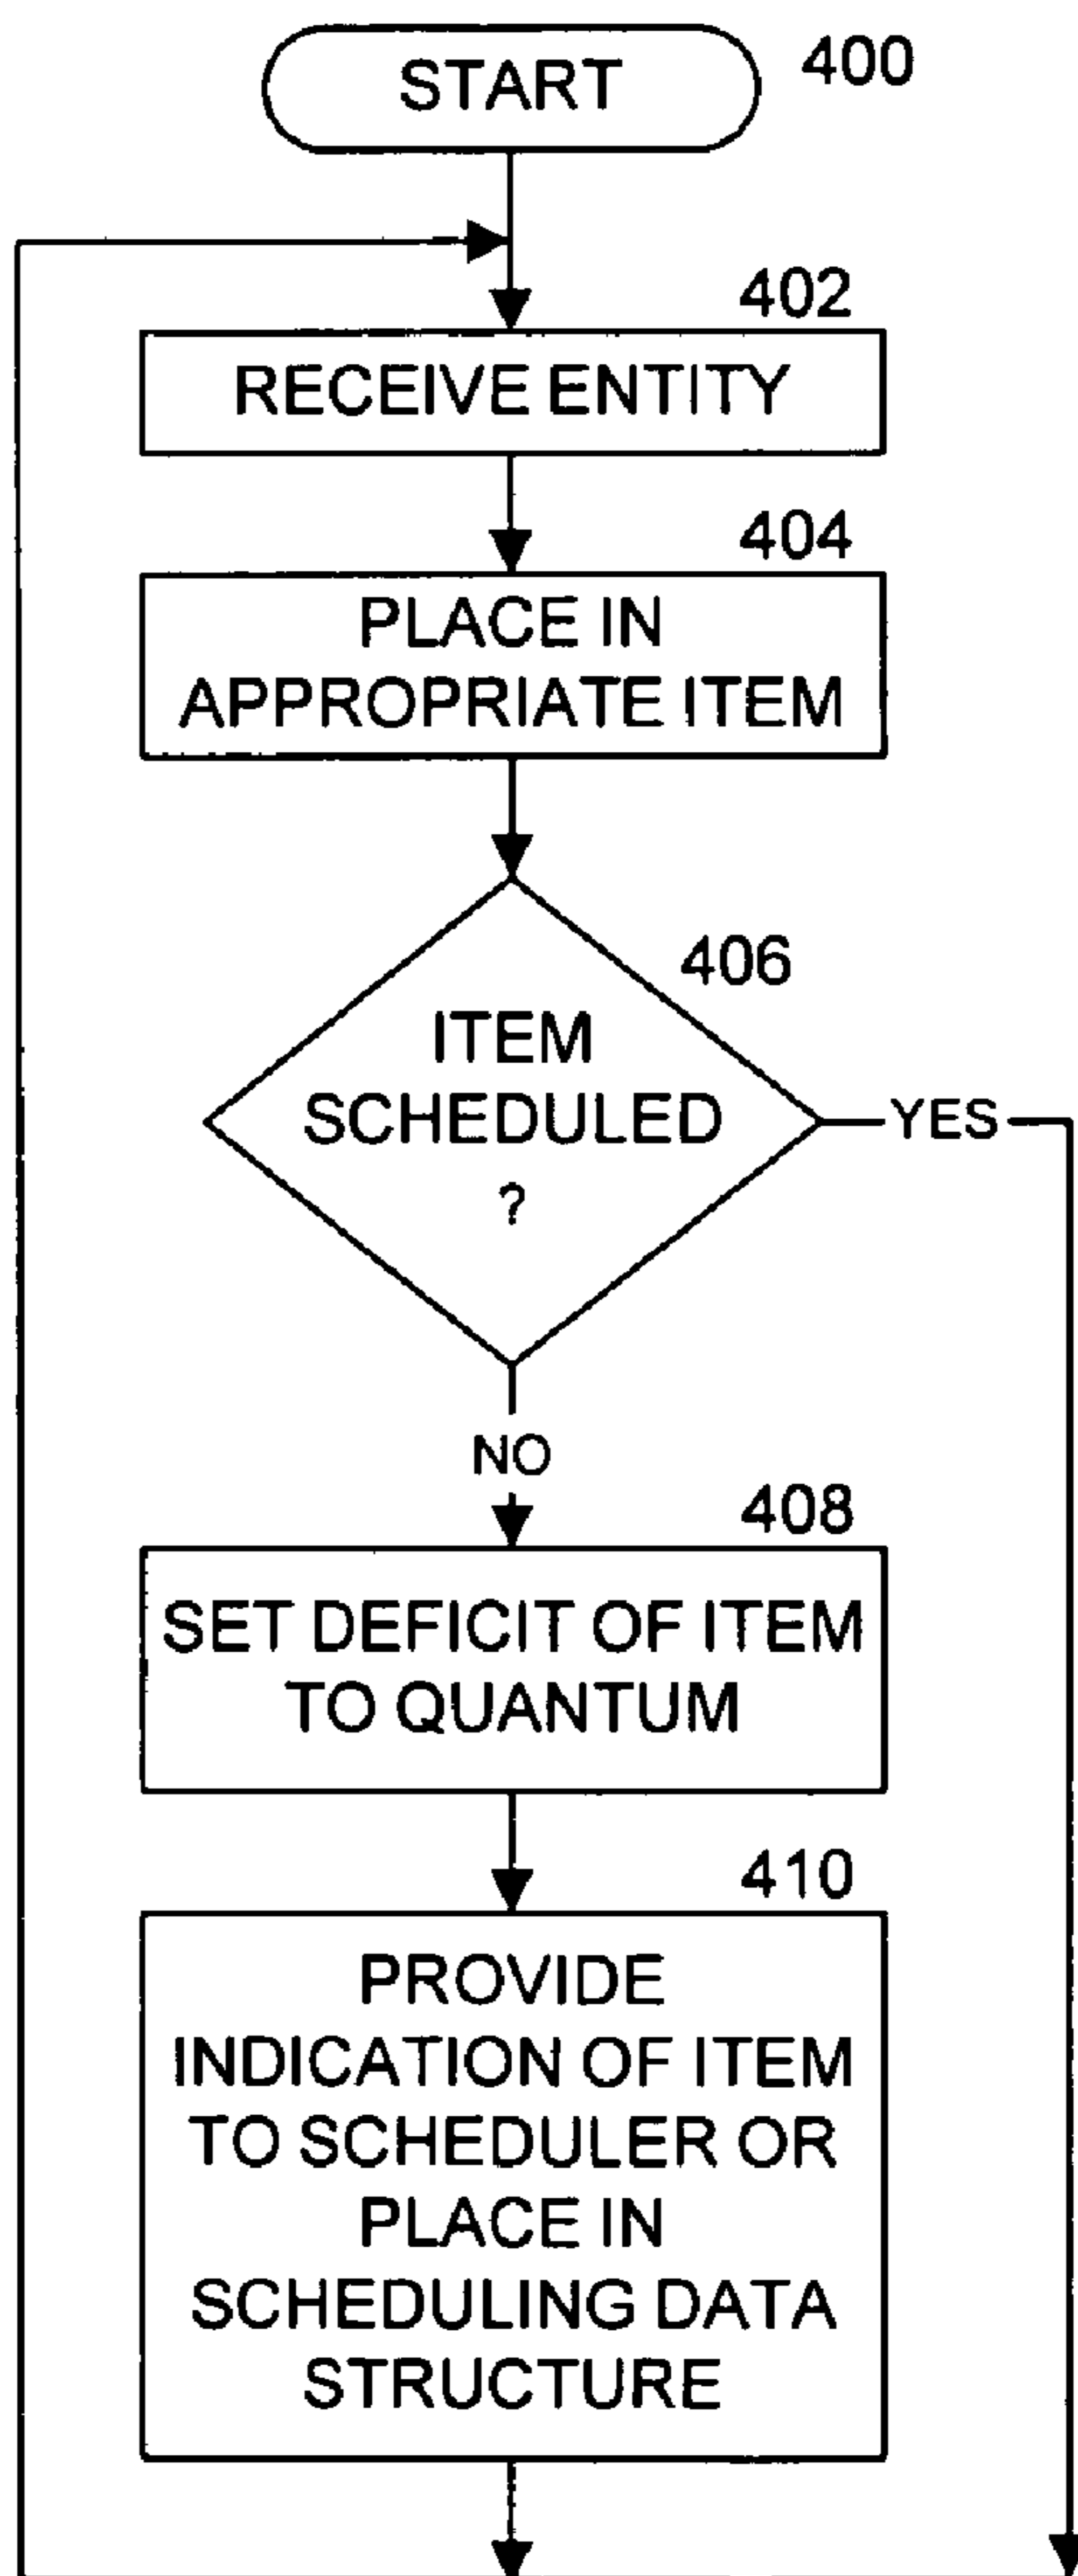 START
400
402
RECEIVE ENTITY
404
PLACE IN
APPROPRIATE ITEM
406
ITEM
SCHEDULED
?
YES
NO
408
SET DEFICIT OF ITEM
TO QUANTUM
410
PROVIDE
INDICATION OF ITEM
TO SCHEDULER OR
PLACE IN
SCHEDULING DATA
STRUCTURE